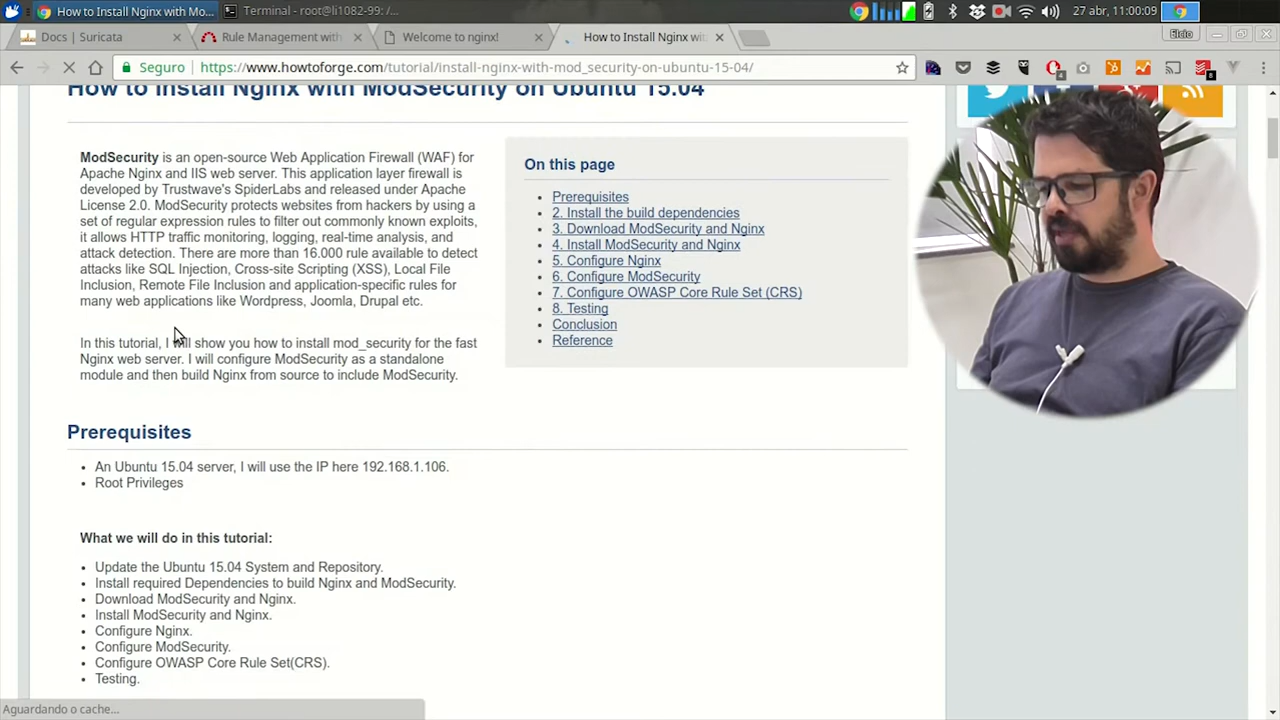 How to Install Nginx with Mo...
Terminal - root@li1082-99: /...
27 abr, 11:00:09
Docs | Suricata
Rule Management with
Welcome to nginx!
How to Install Nginx wi
Elcio
Seguro
https://www.howtoforge.com/tutorial/install-nginx-with-mod_security-on-ubuntu-15-04/
4
8
How to Install Nginx with ModSecurity on Ubuntu 15.04
ModSecurity is an open-source Web Application Firewall (WAF) for
Apache Nginx and IIS web server. This application layer firewall is
developed by Trustwave's SpiderLabs and released under Apache
License 2.0. ModSecurity protects websites from hackers by using a
set of regular expression rules to filter out commonly known exploits,
it allows HTTP traffic monitoring, logging, real-time analysis, and
attack detection. There are more than 16.000 rule available to detect
attacks like SQL Injection, Cross-site Scripting (XSS), Local File
Inclusion, Remote File Inclusion and application-specific rules for
many web applications like Wordpress, Joomla, Drupal etc.
In this tutorial, I will show you how to install mod_security for the fast
Nginx web server. I will configure ModSecurity as a standalone
module and then build Nginx from source to include ModSecurity.
On this page
Prerequisites
2. Install the build dependencies
3. Download ModSecurity and Nginx
4. Install ModSecurity and Nginx
5. Configure Nginx
6. Configure ModSecurity
7. Configure OWASP Core Rule Set (CRS)
8. Testing
Conclusion
Reference
Prerequisites
An Ubuntu 15.04 server, I will use the IP here 192.168.1.106.
Root Privileges
What we will do in this tutorial:
Update the Ubuntu 15.04 System and Repository.
Install required Dependencies to build Nginx and ModSecurity.
Download ModSecurity and Nginx.
Install ModSecurity and Nginx.
Configure Nginx.
Configure ModSecurity.
Configure OWASP Core Rule Set(CRS).
Testing.
Aguardando o cache...